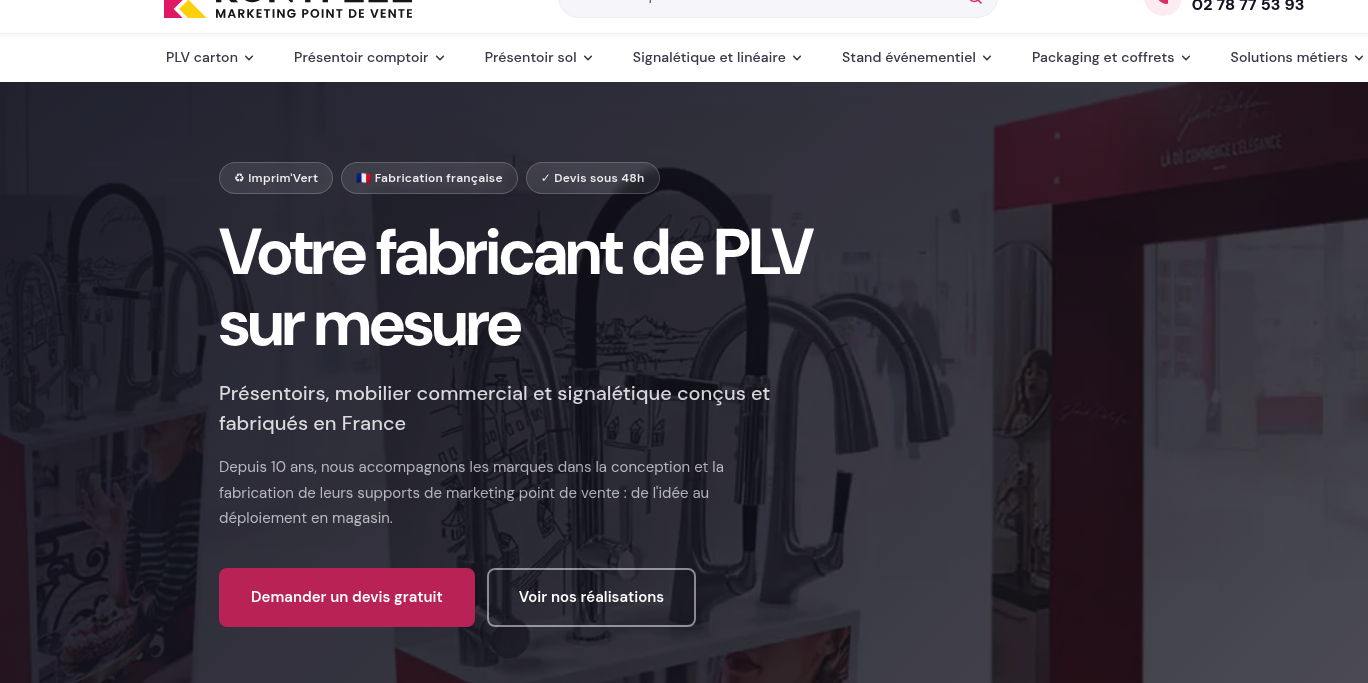 MARKETING POINT DE VENTE
02 78 77 53 93
PLV carton
Présentoir comptoir
Présentoir sol
Signalétique et linéaire
Stand événementiel
Packaging et coffrets
Solutions métiers
LÀ OÙ COMMENCE L'ÉLÉGANCE
♻ Imprim'Vert
🇫🇷 Fabrication française
✓ Devis sous 48h
Votre fabricant de PLV
sur mesure
Présentoirs, mobilier commercial et signalétique conçus et
fabriqués en France
Depuis 10 ans, nous accompagnons les marques dans la conception et la
fabrication de leurs supports de marketing point de vente : de l'idée au
déploiement en magasin.
Demander un devis gratuit
Voir nos réalisations